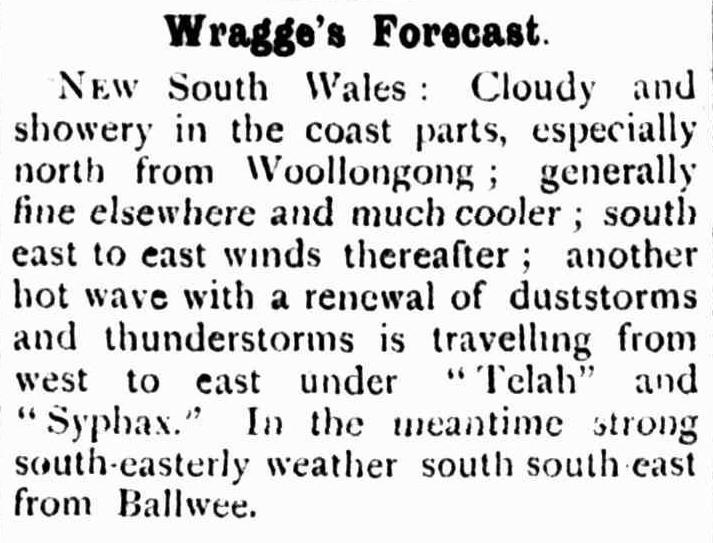 Wragge's Forecast.
NEW South Wales : Cloudy and
showery in the coast parts, especially
north from Woollongong ; generally
fine elsewhere and much cooler ; south
east to east winds thereafter ; another
hot wave with a renewal of duststorms
and thunderstorms is travelling from
west to east under "Telah" and
"Syphax." In the meantime strong
south-easterly weather south south-east
from Ballwee.